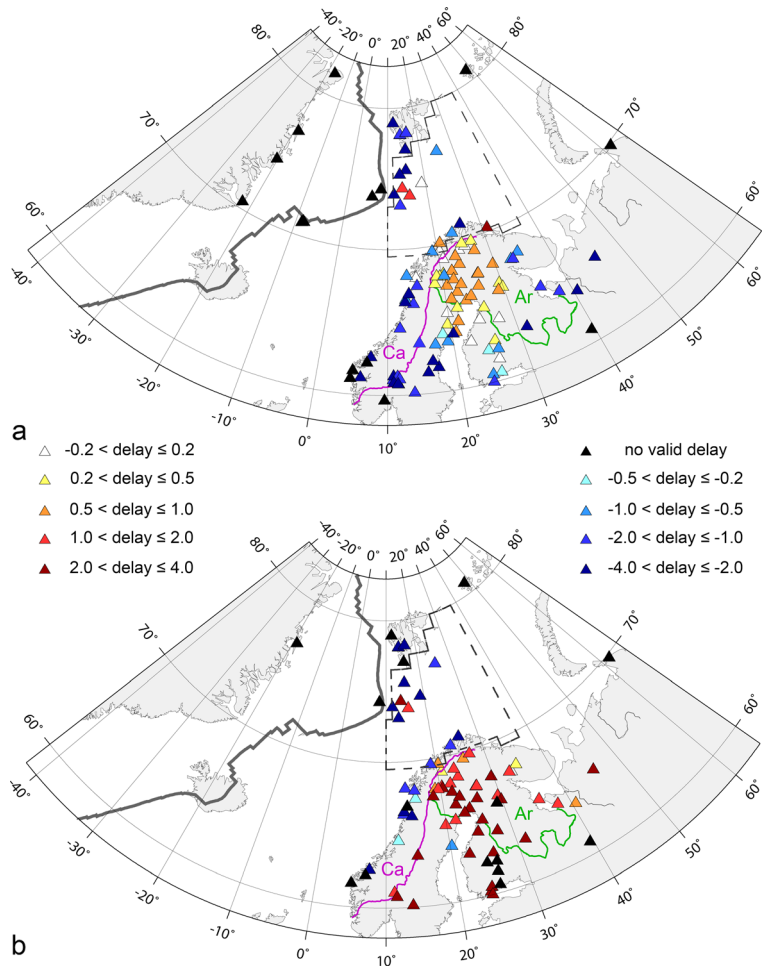 -40° -20° 0° 20° 40° 60°
80° 80°
70° 70°
60° 60°
-40° -30° -20° -10° 0° 10° 20° 30° 40° 50°
Ar
Ca
a
-0.2 < delay ≤ 0.2
0.2 < delay ≤ 0.5
0.5 < delay ≤ 1.0
1.0 < delay ≤ 2.0
2.0 < delay ≤ 4.0
no valid delay
-0.5 < delay ≤ -0.2
-1.0 < delay ≤ -0.5
-2.0 < delay ≤ -1.0
-4.0 < delay ≤ -2.0
-40° -20° 0° 20° 40° 60°
80° 80°
70° 70°
60° 60°
-40° -30° -20° -10° 0° 10° 20° 30° 40° 50°
Ar
Ca
b